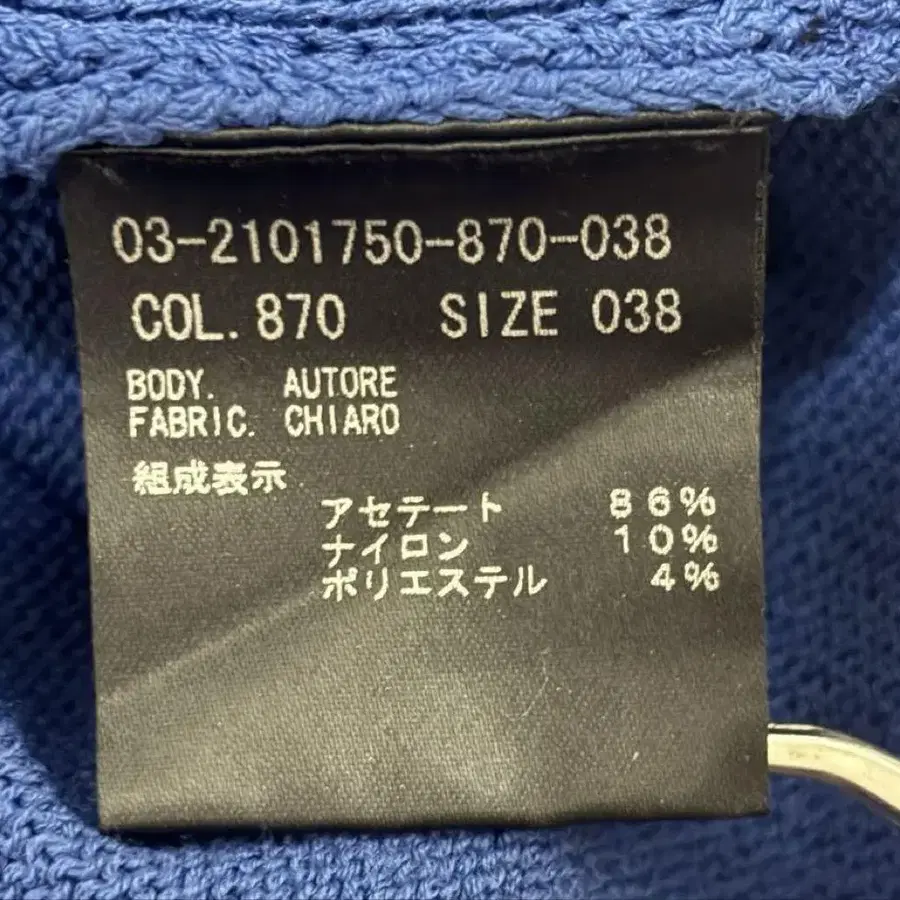 03-2101750-870-038
COL. 870 SIZE 038
BODY. AUTORE
FABRIC. CHIARO
組成表示
アセテート 86%
ナイロン 10%
ポリエステル 4%